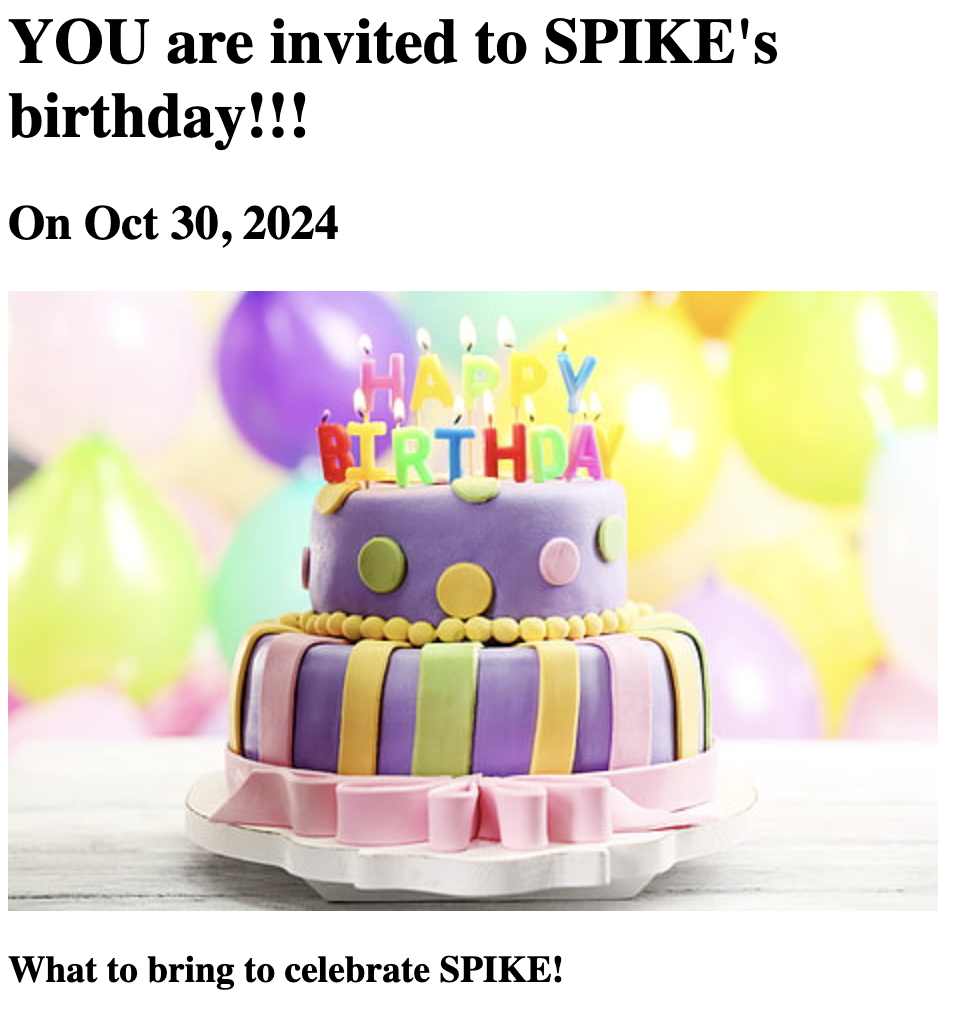 YOU are invited to SPIKE's
birthday!!!
On Oct 30, 2024
HAPPY
BIRTHDAY
What to bring to celebrate SPIKE!